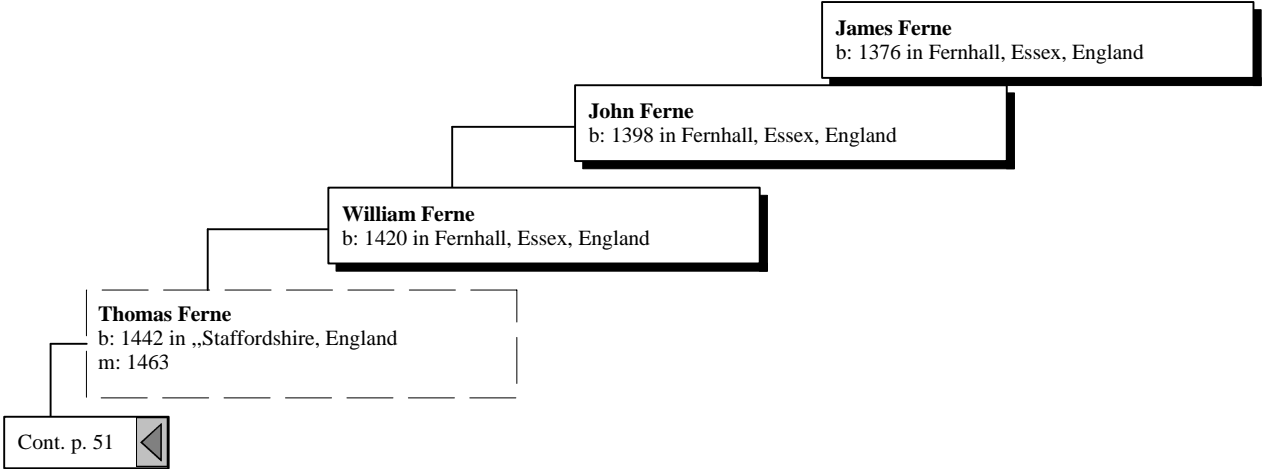 James Ferne
b: 1376 in Fernhall, Essex, England
John Ferne
b: 1398 in Fernhall, Essex, England
William Ferne
b: 1420 in Fernhall, Essex, England
Thomas Ferne
b: 1442 in ,,Staffordshire, England
m: 1463
Cont. p. 51